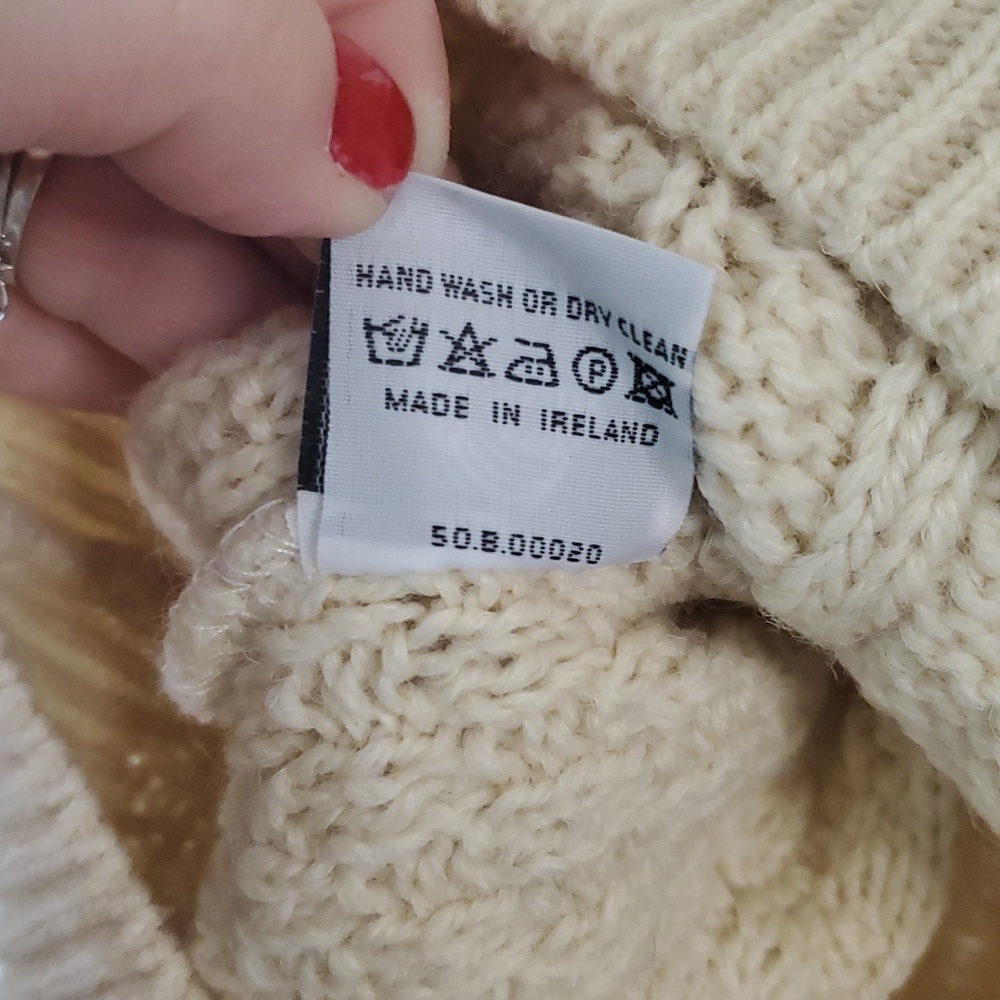 HAND WASH OR DRY CLEAN
P
MADE IN IRELAND
50.B.00020